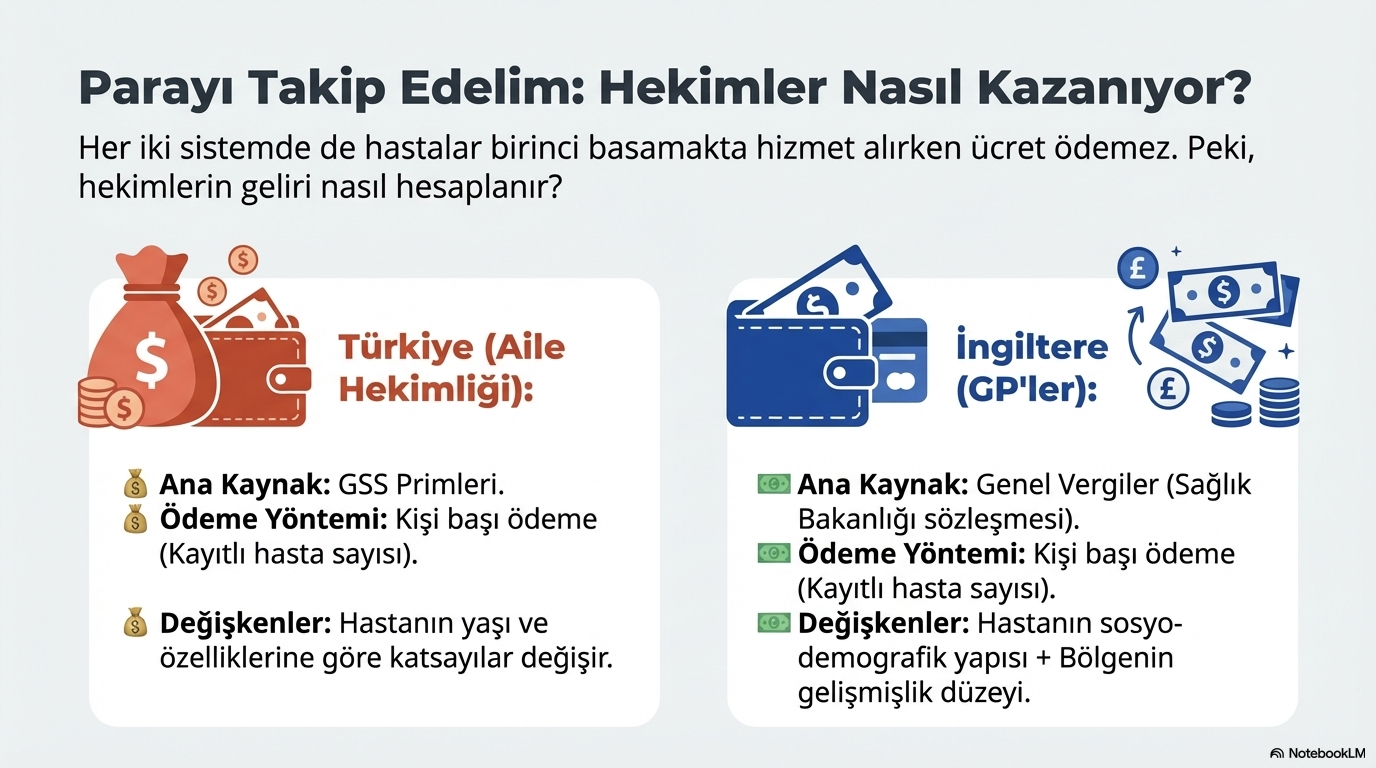 Parayı Takip Edelim: Hekimler Nasıl Kazanıyor?
Her iki sistemde de hastalar birinci basamakta hizmet alırken ücret ödemez. Peki,
hekimlerin geliri nasıl hesaplanır?
Türkiye (Aile
Hekimliği):
Ana Kaynak: GSS Primleri.
Ödeme Yöntemi: Kişi başı ödeme
(Kayıtlı hasta sayısı).
Değişkenler: Hastanın yaşı ve
özelliklerine göre katsayılar değişir.
İngiltere
(GP'ler):
Ana Kaynak: Genel Vergiler (Sağlık
Bakanlığı sözleşmesi).
Ödeme Yöntemi: Kişi başı ödeme
(Kayıtlı hasta sayısı).
Değişkenler: Hastanın sosyo-
demografik yapısı + Bölgenin
gelişmişlik düzeyi.
NotebookLM